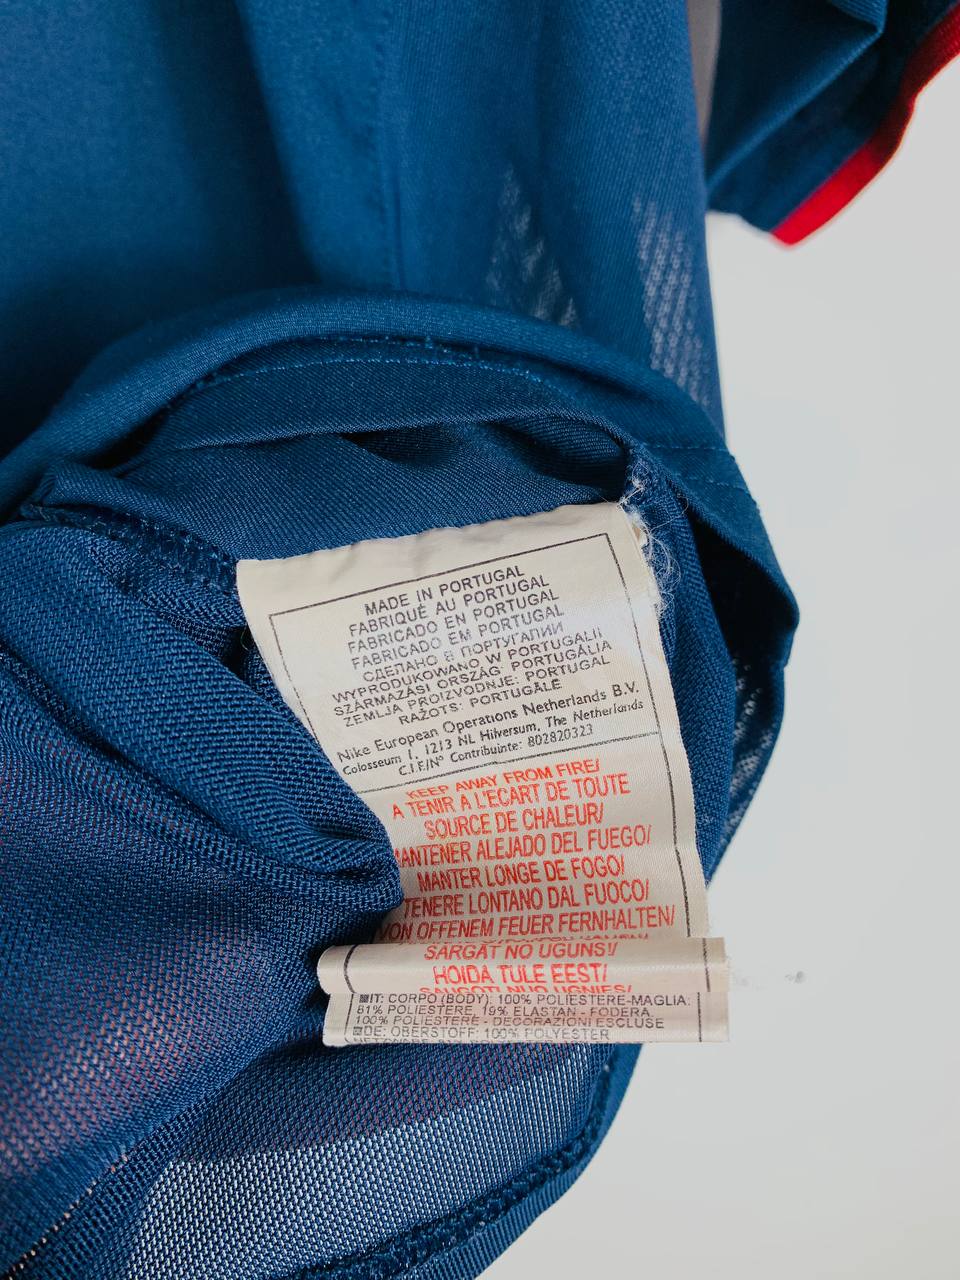 MADE IN PORTUGAL
FABRIQUÉ AU PORTUGAL
FABRICADO EN PORTUGAL
FABRICADO EM PORTUGAL
СДЕЛАНО В ПОРТУГАЛИИ
WYPRODUKOWANO W PORTUGALII
SZÁRMAZÁSI ORSZÁG: PORTUGÁLIA
ZEMLJA PROIZVODNJE: PORTUGAL
RAŽOTS: PORTUGĀLE
Nike European Operations Netherlands B.V.
Colosseum 1, 1213 NL Hilversum, The Netherlands
C.I.F/Nº Contribuinte: 802820323
KEEP AWAY FROM FIRE/
A TENIR A L'ÉCART DE TOUTE
SOURCE DE CHALEUR/
MANTENER ALEJADO DEL FUEGO/
MANTER LONGE DE FOGO/
TENERE LONTANO DAL FUOCO/
VON OFFENEM FEUER FERNHALTEN/
SARGĀT NO UGUNS!/
HOIDA TULE EEST/
SAUGOTI NUO UGNIES/
IT: CORPO (BODY): 100% POLIESTERE-MAGLIA:
81% POLIESTERE, 19% ELASTAN - FODERA
100% POLIESTERE - DECORAZIONI ESCLUSE
DE: OBERSTOFF: 100% POLYESTER